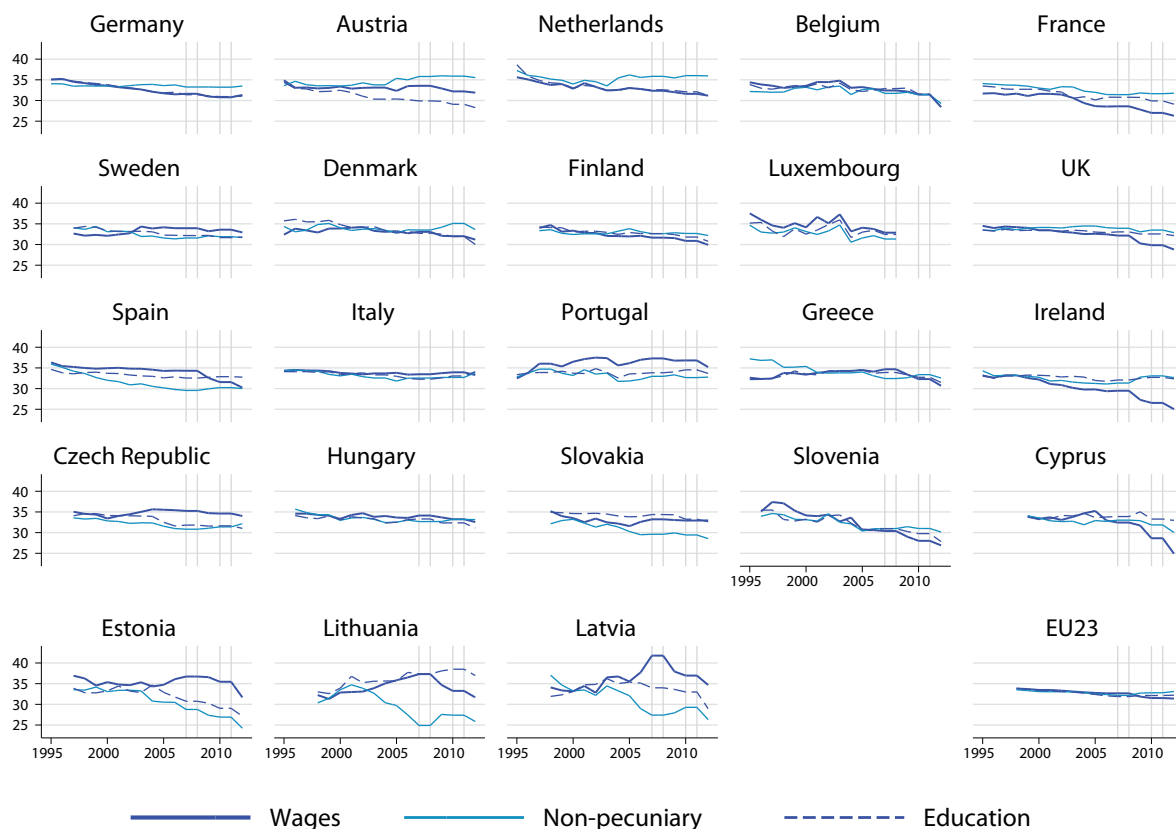 Germany Austria Netherlands Belgium France
40
35
30
25
Sweden Denmark Finland Luxembourg UK
40
35
30
25
Spain Italy Portugal Greece Ireland
40
35
30
25
Czech Republic Hungary Slovakia Slovenia Cyprus
40
35
30
25
1995 2000 2005 2010
Estonia Lithuania Latvia EU23
40
35
30
25
1995 2000 2005 2010 1995 2000 2005 2010 1995 2000 2005 2010 1995 2000 2005 2010
Wages Non-pecuniary Education